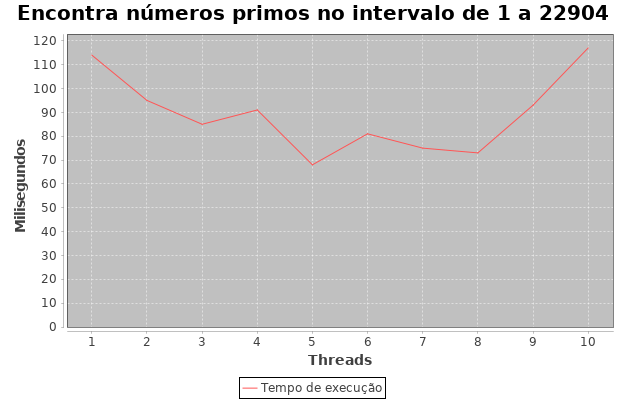 Encontra números primos no intervalo de 1 a 22904
120
110
100
90
80
70
60
50
40
30
20
10
0
Milisegundos
1 2 3 4 5 6 7 8 9 10
Threads
Tempo de execução